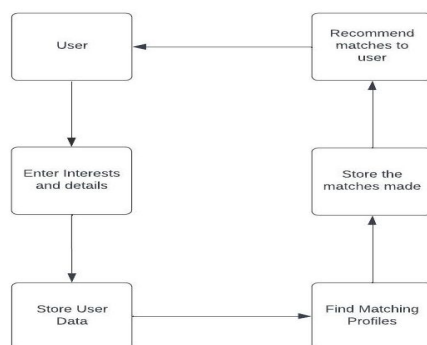 User
Recommend
matches to
user
Enter Interests
and details
Store the
matches made
Store User
Data
Find Matching
Profiles